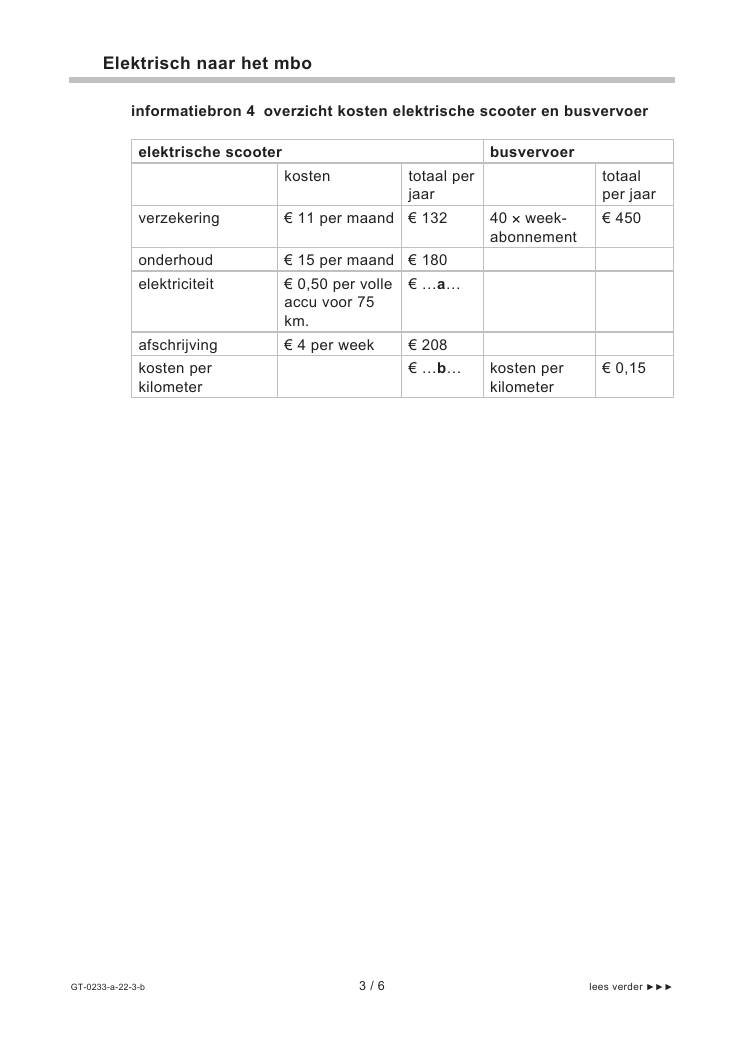 Elektrisch naar het mbo
informatiebron 4  overzicht kosten elektrische scooter en busvervoer
elektrische scooter busvervoer
kosten totaal per jaar totaal per jaar
verzekering € 11 per maand € 132 40 × week-abonnement € 450
onderhoud € 15 per maand € 180
elektriciteit € 0,50 per volle accu voor 75 km. € …a…
afschrijving € 4 per week € 208
kosten per kilometer € …b… kosten per kilometer € 0,15
GT-0233-a-22-3-b 3 / 6 lees verder ►►►